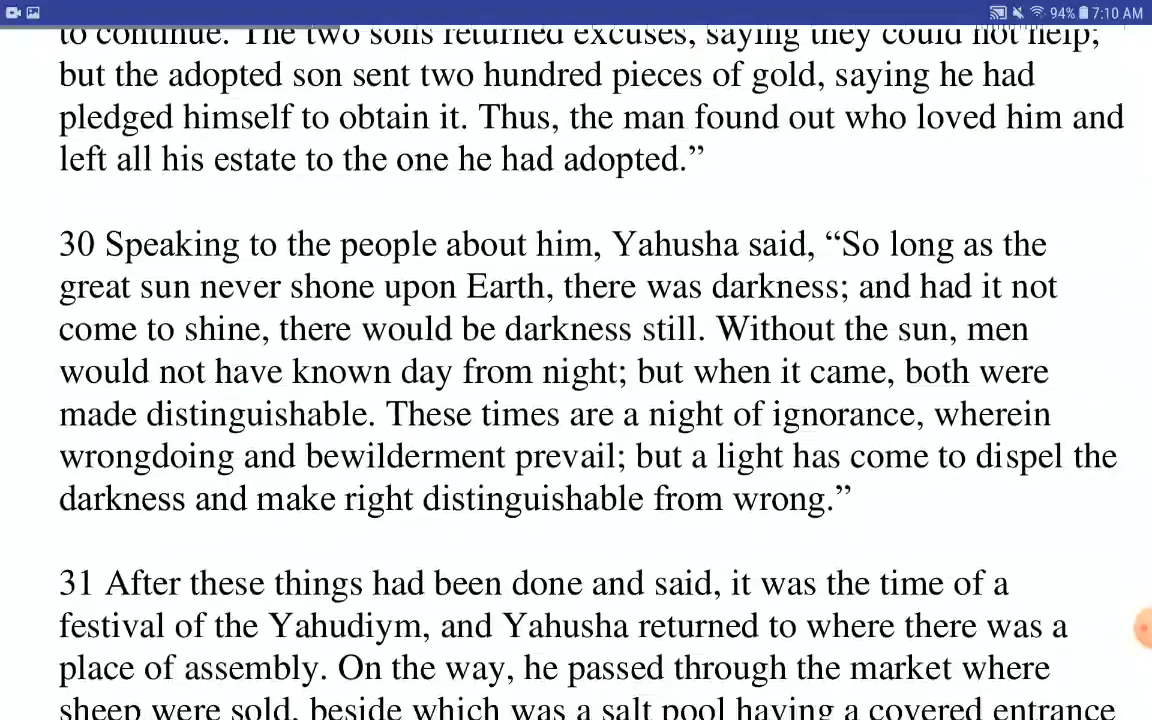 94% 7:10 AM
to continue. The two sons returned excuses, saying they could not help;
but the adopted son sent two hundred pieces of gold, saying he had
pledged himself to obtain it. Thus, the man found out who loved him and
left all his estate to the one he had adopted.”
30 Speaking to the people about him, Yahusha said, “So long as the
great sun never shone upon Earth, there was darkness; and had it not
come to shine, there would be darkness still. Without the sun, men
would not have known day from night; but when it came, both were
made distinguishable. These times are a night of ignorance, wherein
wrongdoing and bewilderment prevail; but a light has come to dispel the
darkness and make right distinguishable from wrong.”
31 After these things had been done and said, it was the time of a
festival of the Yahudiym, and Yahusha returned to where there was a
place of assembly. On the way, he passed through the market where
sheep were sold, beside which was a salt pool having a covered entrance